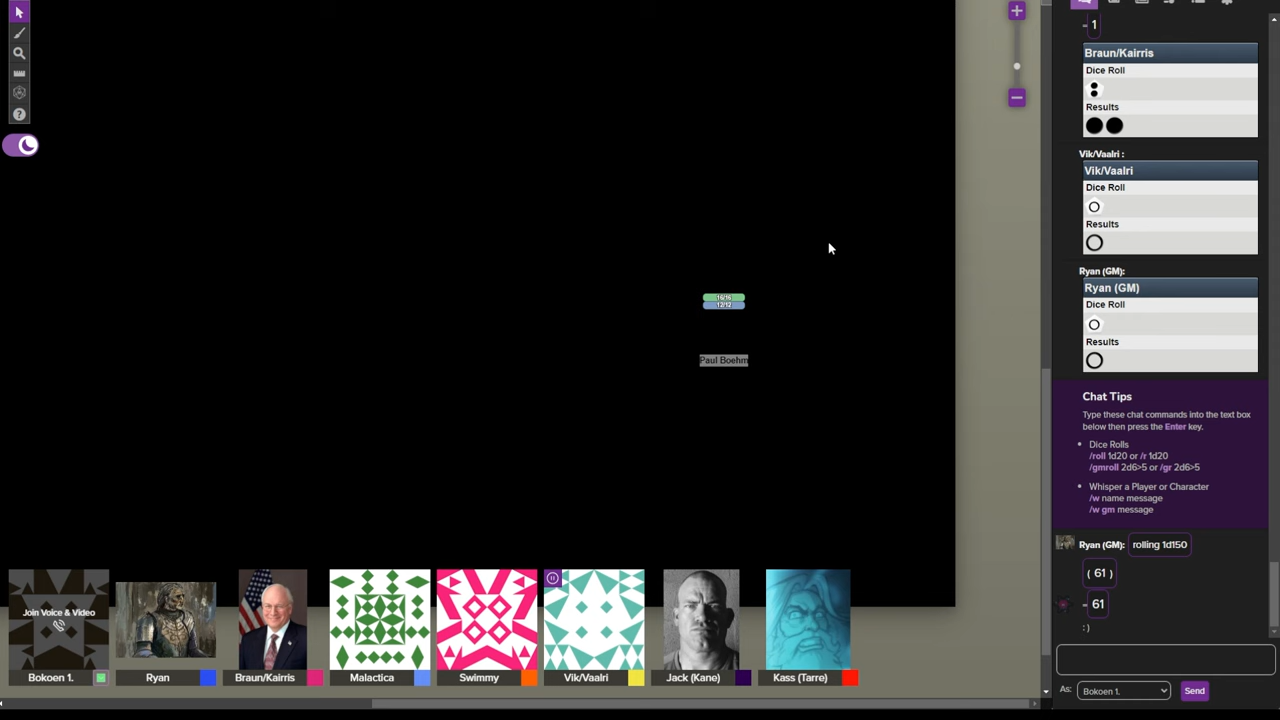 16/16
12/12
Paul Boehm
Join Voice & Video
Bokoen 1.
Ryan
Braun/Kairris
Malactica
Swimmy
Vik/Vaalri
Jack (Kane)
Kass (Tarre)
= 1
Braun/Kairris
Dice Roll
Results
Vik/Vaalri :
Vik/Vaalri
Dice Roll
Results
Ryan (GM):
Ryan (GM)
Dice Roll
Results
Chat Tips
Type these chat commands into the text box
below then press the Enter key.
• Dice Rolls
/roll 1d20 or /r 1d20
/gmroll 2d6>5 or /gr 2d6>5
• Whisper a Player or Character
/w name message
/w gm message
Ryan (GM): rolling 1d150
( 61 )
= 61
: )
As: Bokoen 1. Send